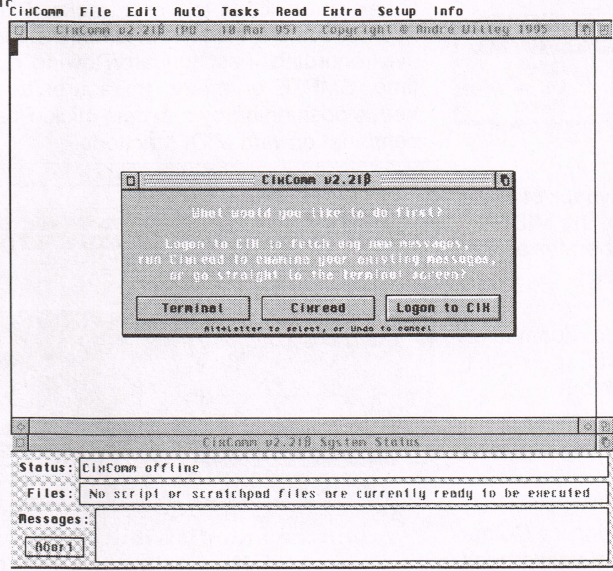 CixComm File Edit Auto Tasks Read Extra Setup Info
CixComm v2.21β (PD - 18 Mar 95) - Copyright © André Willey 1995
CixComm v2.21β
What would you like to do first?
Logon to CIX to fetch any new messages,
run Cixread to examine your existing messages,
or go straight to the terminal screen?
Terminal Cixread Logon to CIX
Alt+Letter to select, or Undo to cancel
CixComm v2.21β System Status
Status: CixComm offline
Files: No script or scratchpad files are currently ready to be executed
Messages:
Abort